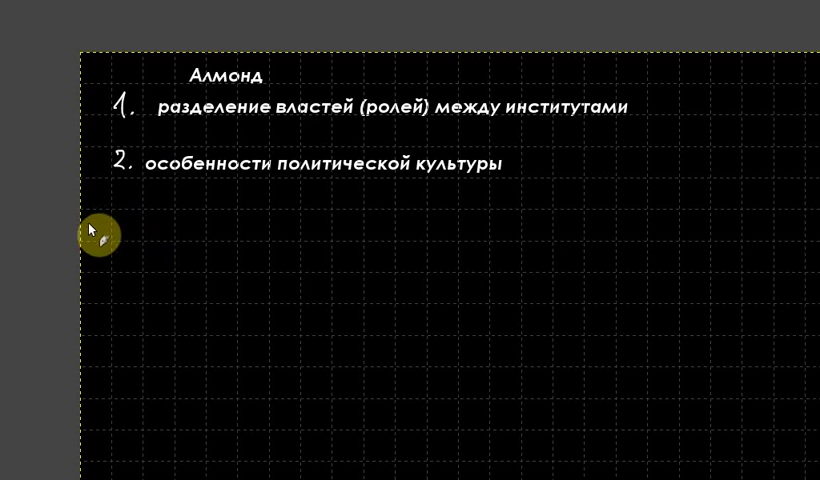 Алмонд
1. разделение властей (ролей) между институтами
2. особенности политической культуры